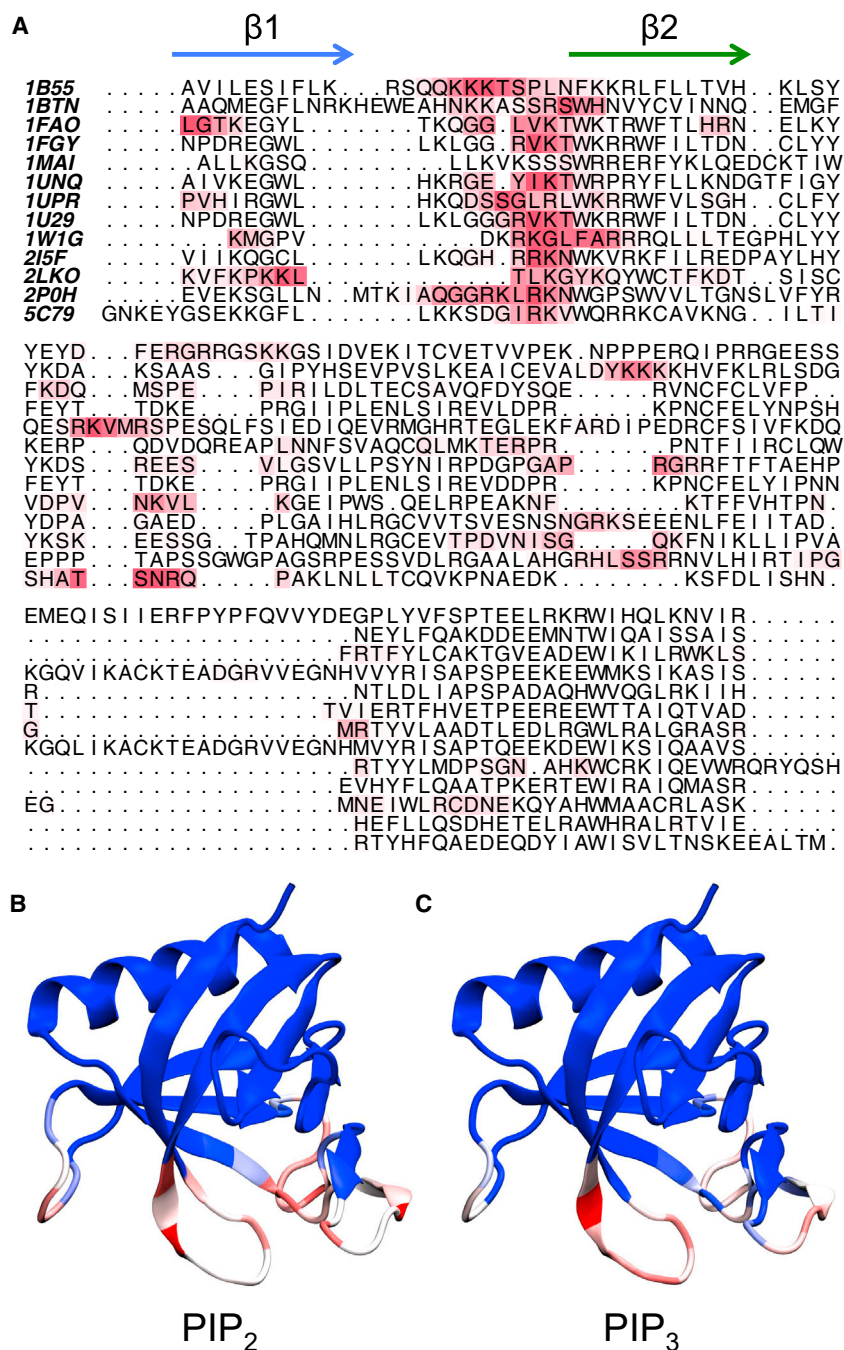 A
β1 β2
1B55 .....AVILESIFLK...RSQQKKKTSPLNFKKRLFLLTVH..KLSY
1BTN .....AAQMEGFLNRKHEWEAHNKKASSRSWHNVYCVINNQ..EMGF
1FAO .....LGTKEGYL.......TKQGG.LVKTWKTRWFTLHRN..ELKY
1FGY .....NPDREGWL.......LKLGG.RVKTWKRRWFILTDN..CLYY
1MAI ......ALLKGSQ.........LLKVKSSSWRRERFYKLQEDCKTIW
1UNQ .....AIVKEGWL.......HKRGE.YIKTWRPRYFLLKNDGTFIGY
1UPR .....PVHIRGWL.......HKQDSSGLRLWKRRWFVLSGH..CLYY
1U29 .....NPDREGWL.......LKLGGGRVKTWKRRWFILTDN..CLYY
1W1G ........KMGPV...........DKRKGLFARRRQLLLTEGPHLYY
2I5F .....VIIKQGCL.......LKQGH.RRKNWKVRKFILREDPAYLHY
2LKO .....KVFKPKKL.............TLKGYKQYWCTFKDT..SISC
2P0H .....EVEKSGLLN..MTKIAQGGRKLRKNWGPSWVVLTGNSLVFYR
5C79 GNKEYGSEKKGFL.......LKKSDGIRKVWQRRKCAVKNG..ILTI
YEYD...FERGRRGSKKGSIDVEKITCVETVVPEK.NPPPERQIPRRGEESS
YKDA...KSAAS...GIPYHSEVPVSLKEAICEVALDYKKKKHVFKLRLSDG
FKDQ...MSPE....PIRILDLTECSAVQFDYSQE.....RVNCFCLVFP..
FEYT...TDKE....PRGIIPLENLSIREVLDPR......KPNCFELYNPSH
QESRKVMRSPESQLFSIEDIQEVRMGHRTEGLEKFARDIPEDRCFSIVFKDQ
KERP...QDVDQREAPLNNFSVAQCQLMKTERPR.......PNTFIIRCLQW
YKDS...REES....VLGSVLLPSYNIRPDGPGAP.....RGRRFTFTAEHP
FEYT...TDKE....PRGIIPLENLSIREVDDPR......KPNCFELYIPNN
VDPV...NKVL.....KGEIPWS.QELRPEAKNF........KTFFVHTPN.
YDPA...GAED....PLGAIHLRGCVVTSVESNSNGRKSEEENLFEIITAD.
YKSK...EESSG..TPAHQMNLRGCEVTPDVNISG.....QKFNIKLLIPVA
EPPP...TAPSSGWGPAGSRPESSVDLRGAALAHGRHLSSRRNVLHIRTIPG
SHAT...SNRQ.....PAKLNLLTCQVKPNAEDK........KSFDLISHN.
EMEQISIIERFPYPFQVVYDEGPLYVFSPTEELRKRWIHQLKNVIR......
.....................NEYLFQAKDDEEMNTWIQAISSAIS......
....................FRTFYLCAKTGVEADEWIKILRWKLS......
KGQVIKACKTEADGRVVEGNHVVYRISAPSPEEKEEWMKSIKASIS......
R....................NTLDLIAPSPADAQHWVQGLRKIIH......
T..................TVIERTFHVETPEEREEWTTAIQTVAD......
G...................MRTYVLAADTLEDLRGWLRALGRASR......
KGQLIKACKTEADGRVVEGNHMVYRISAPTQEEKDEWIKSIQAAVS......
.....................RTYYLMDPSGN.AHKWCRKIQEVWRQRYQSH
....................EVHYFLQAATPKERTEWIRAIQMASR......
EG..................MNEIWLRCDNEKQYAHWMAACRLASK......
.....................HEFLLQSDHETELRAWHRALRTVIE......
.....................RTYHFQAEDEQDYIAWISVLTNSKEEALTM.
B C
PIP2 PIP3